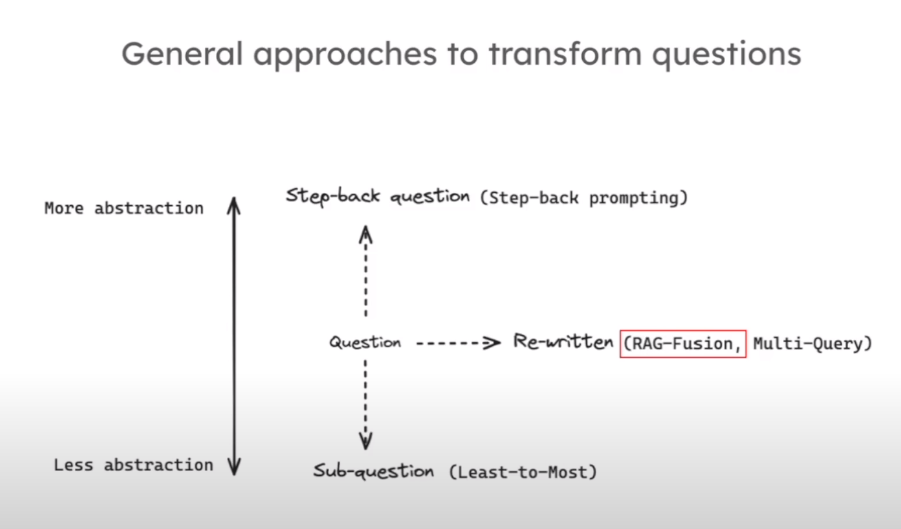 General approaches to transform questions
Step-back question (Step-back prompting)
More abstraction
Question Re-written (RAG-Fusion, Multi-Query)
Less abstraction
Sub-question (Least-to-Most)